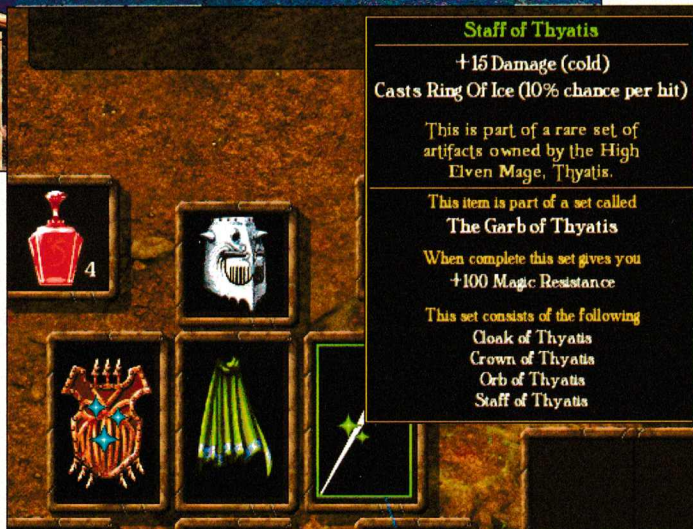 Staff of Thyatis
+15 Damage (cold)
Casts Ring Of Ice (10% chance per hit)
This is part of a rare set of
artifacts owned by the High
Elven Mage, Thyatis.
This item is part of a set called
The Garb of Thyatis
When complete this set gives you
+100 Magic Resistance
This set consists of the following
Cloak of Thyatis
Crown of Thyatis
Orb of Thyatis
Staff of Thyatis
4